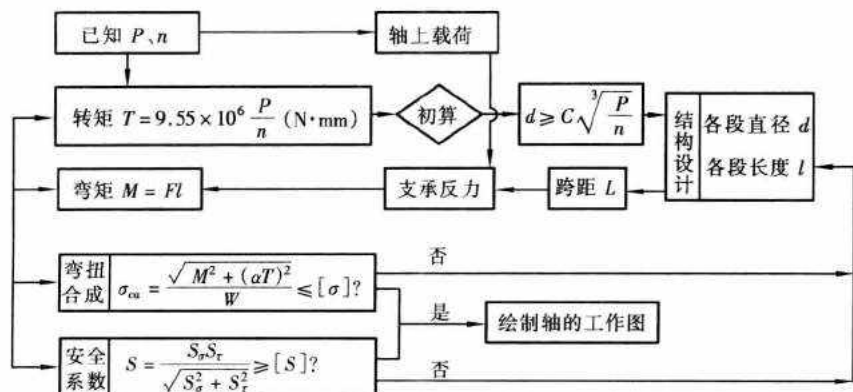 已知 P、n
轴上载荷
转矩 T = 9.55 × 10⁶ P/n (N·mm)
初算
d ≥ C ∛(P/n)
结构设计
各段直径 d
各段长度 l
弯矩 M = Fl
支承反力
跨距 L
弯扭合成
σca = √(M² + (αT)²) / W ≤ [σ]?
否
是
绘制轴的工作图
安全系数
S = SσSτ / √(Sσ² + Sτ²) ≥ [S]?
否